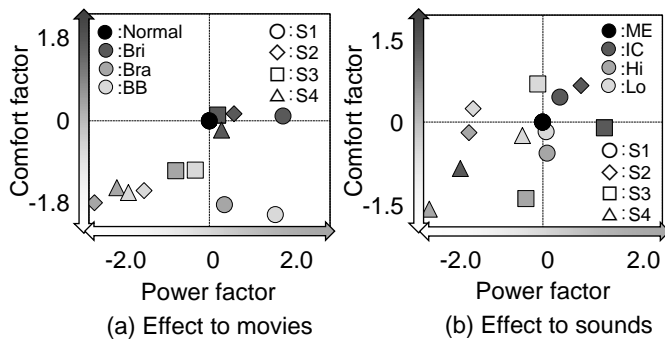 Comfort factor
1.8
0
-1.8
:Normal
:Bri
:Bra
:BB
:S1
:S2
:S3
:S4
-2.0 0 2.0
Power factor
(a) Effect to movies
Comfort factor
1.5
0
-1.5
:ME
:IC
:Hi
:Lo
:S1
:S2
:S3
:S4
-2.0 0 2.0
Power factor
(b) Effect to sounds